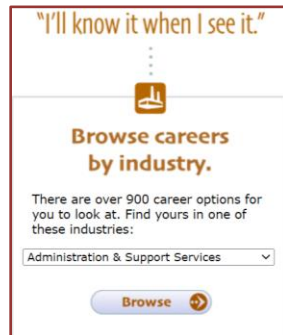 "I'll know it when I see it."
Browse careers
by industry.
There are over 900 career options for
you to look at. Find yours in one of
these industries:
Administration & Support Services
Browse